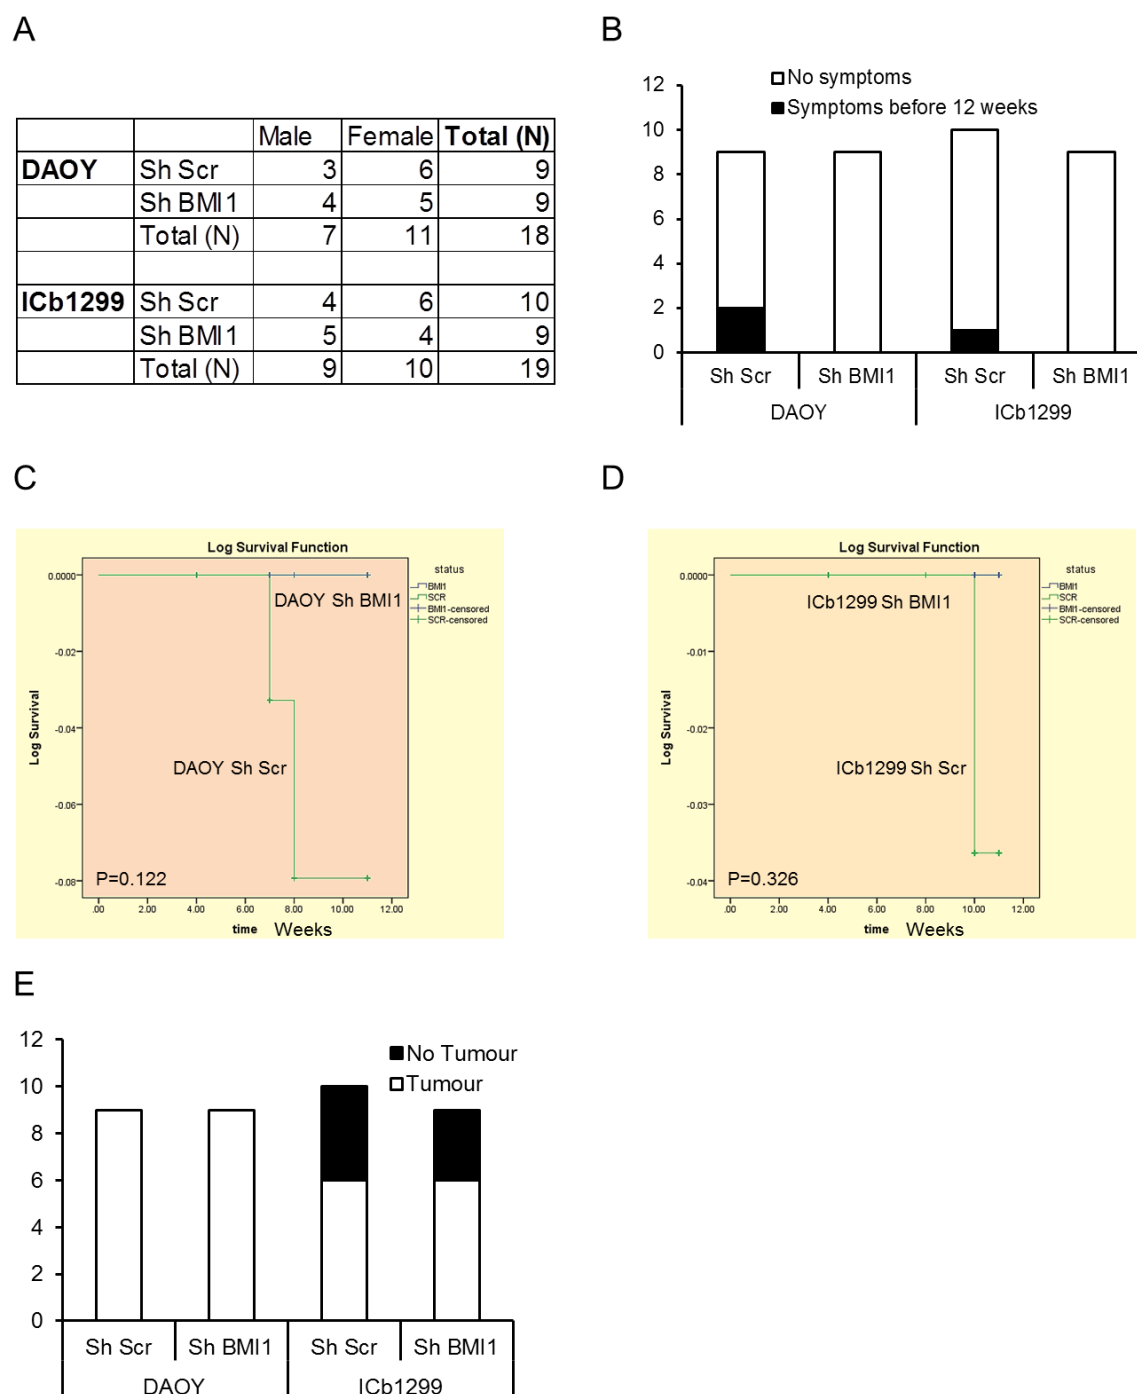 A
Male Female Total (N)
DAOY Sh Scr 3 6 9
Sh BMI1 4 5 9
Total (N) 7 11 18
ICb1299 Sh Scr 4 6 10
Sh BMI1 5 4 9
Total (N) 9 10 19
B
No symptoms
Symptoms before 12 weeks
12
10
8
6
4
2
0
Sh Scr Sh BMI1 Sh Scr Sh BMI1
DAOY ICb1299
C
Log Survival Function
status
BMI1
SCR
BMI1-censored
SCR-censored
DAOY Sh BMI1
DAOY Sh Scr
P=0.122
Log Survival
0.0000
-0.02
-0.04
-0.06
-0.08
.00 2.00 4.00 6.00 8.00 10.00 12.00
time Weeks
D
Log Survival Function
status
BMI1
SCR
BMI1-censored
SCR-censored
ICb1299 Sh BMI1
ICb1299 Sh Scr
P=0.326
Log Survival
0.0000
-0.01
-0.02
-0.03
-0.04
.00 2.00 4.00 6.00 8.00 10.00 12.00
time Weeks
E
No Tumour
Tumour
12
10
8
6
4
2
0
Sh Scr Sh BMI1 Sh Scr Sh BMI1
DAOY ICb1299